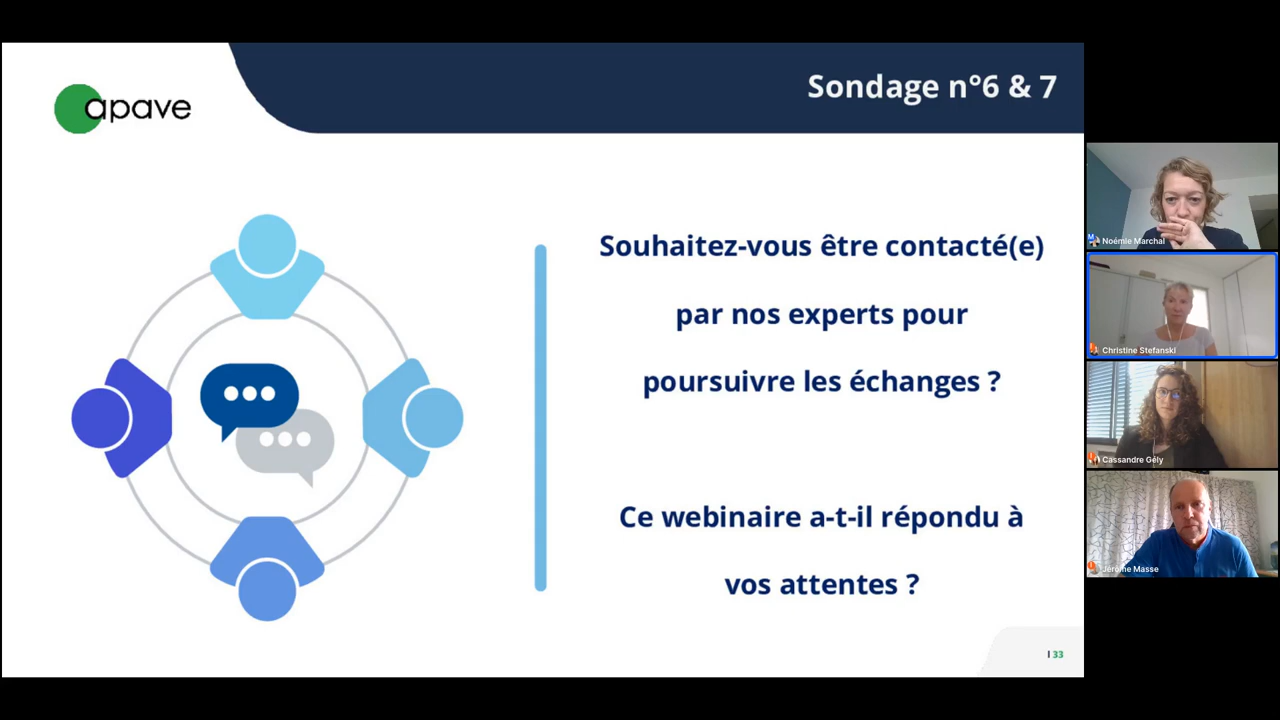 apave
Sondage n°6 & 7
Souhaitez-vous être contacté(e)
par nos experts pour
poursuivre les échanges ?
Ce webinaire a-t-il répondu à
vos attentes ?
I 33
Noémie Marchal
Christine Stefanski
Cassandre Gély
Jérôme Masse